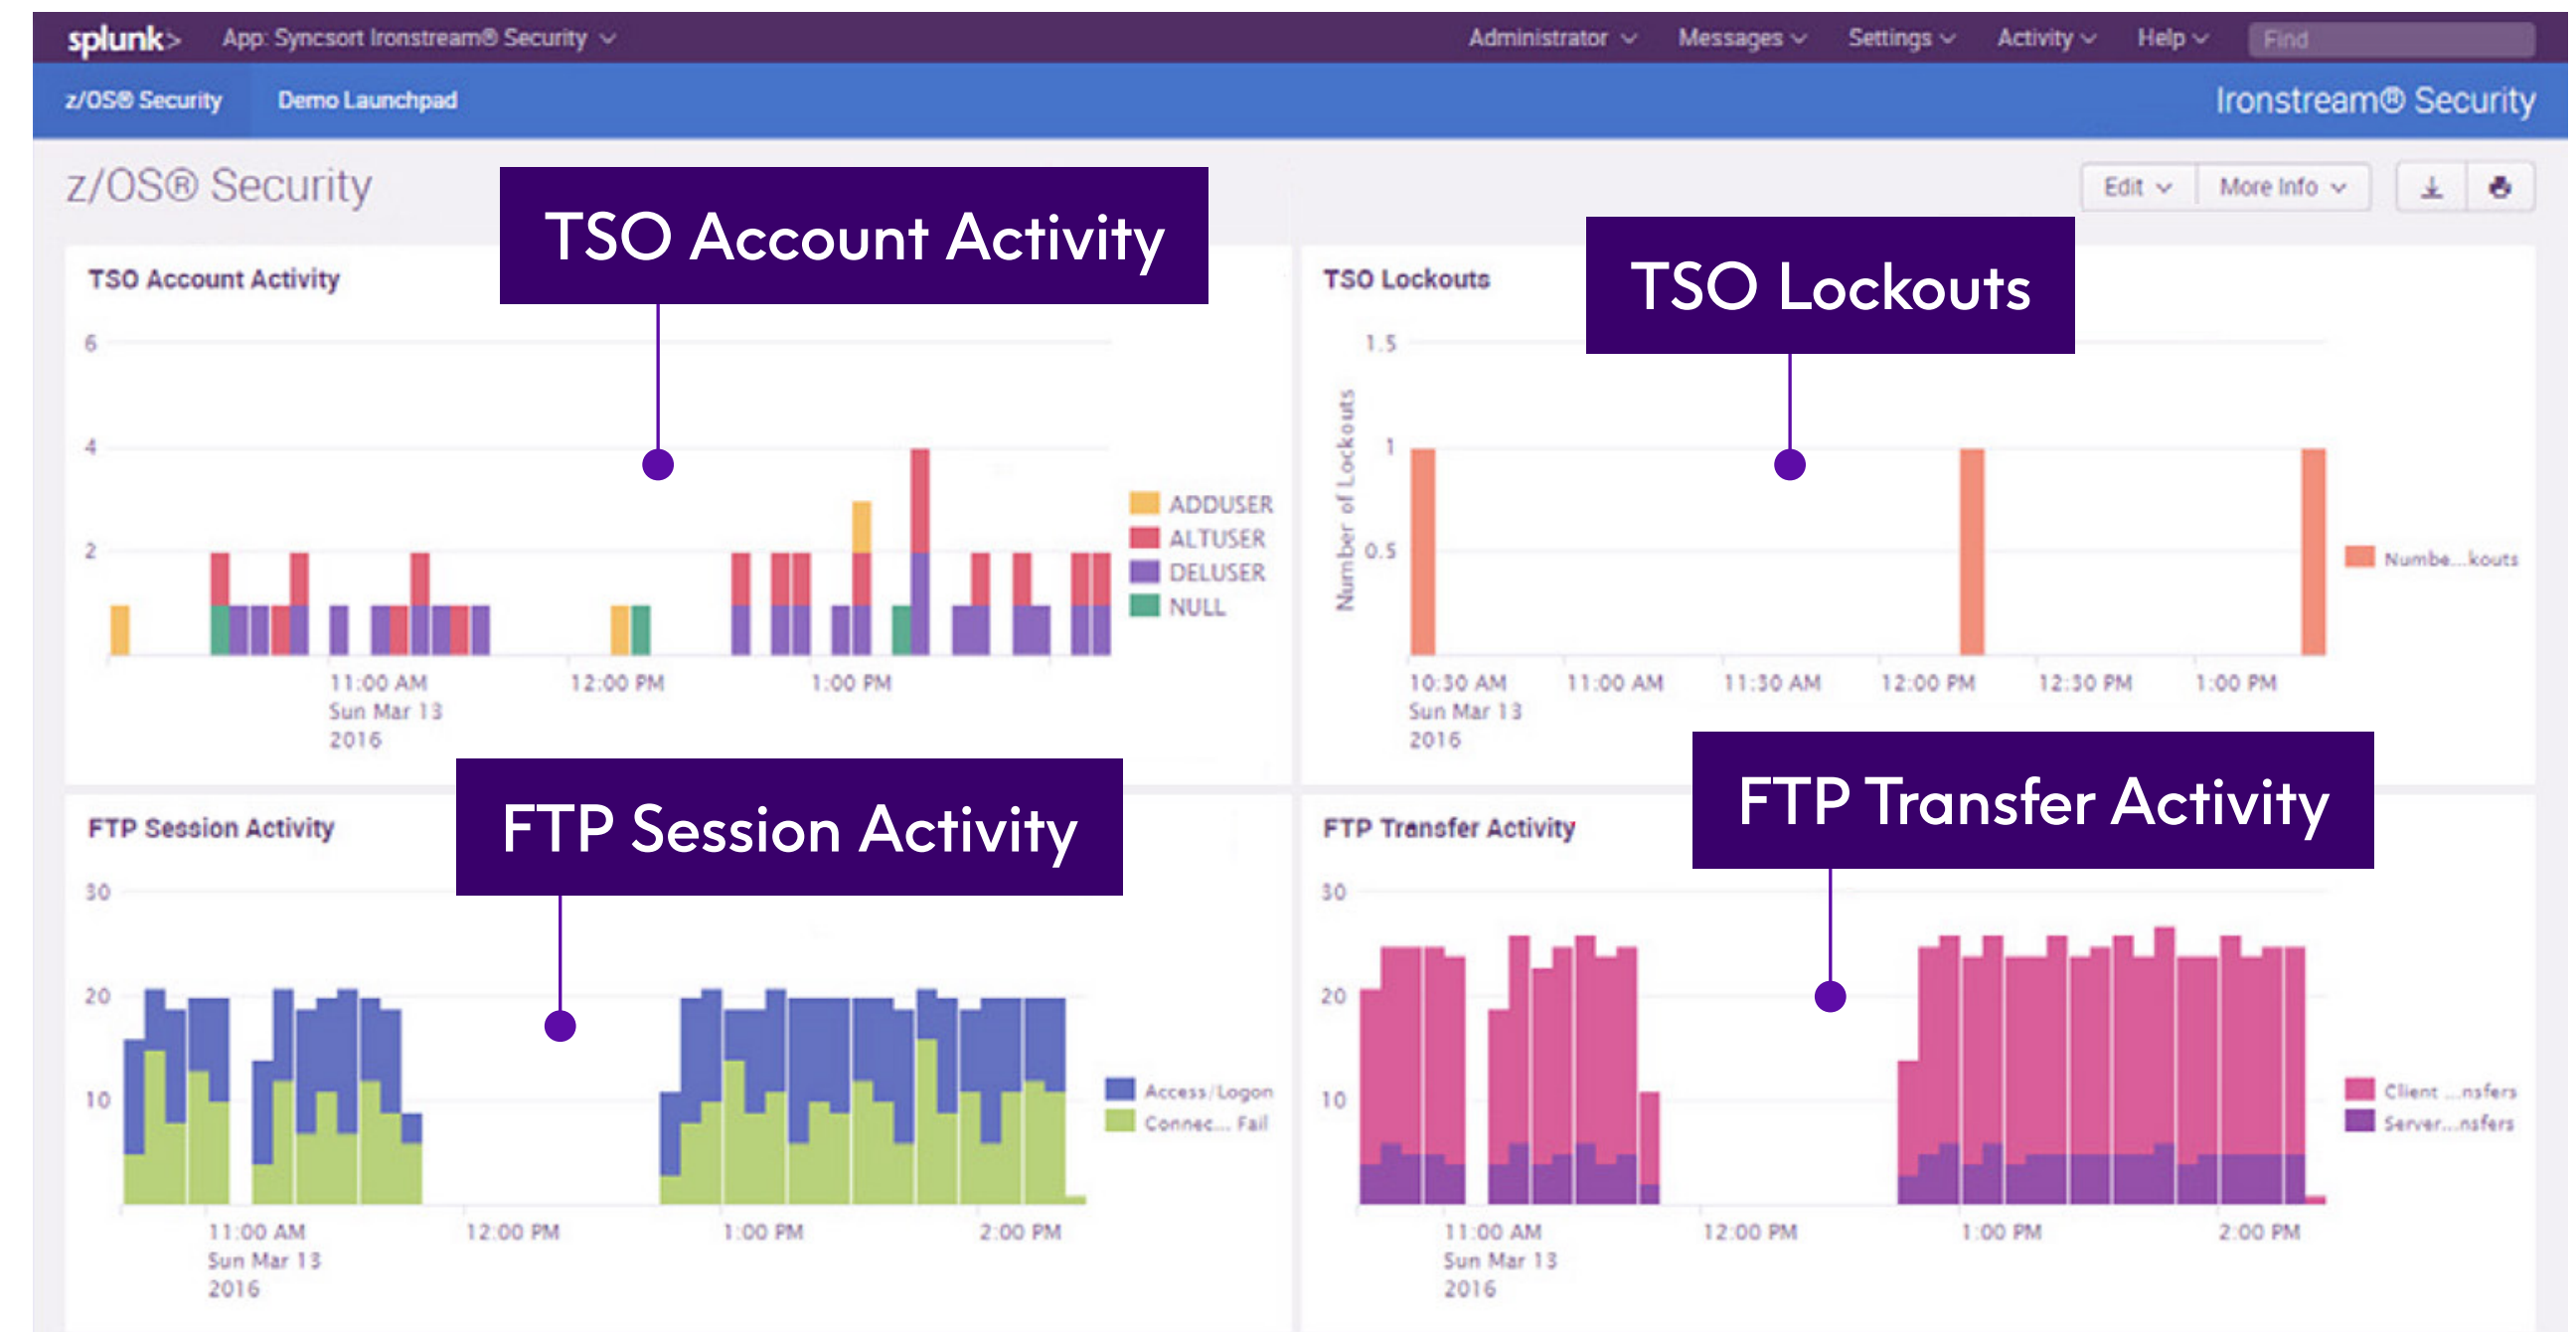 splunk> App: Syncsort Ironstream® Security Administrator Messages Settings Activity Help Find
z/OS® Security Demo Launchpad Ironstream® Security
z/OS® Security Edit More Info
TSO Account Activity
TSO Account Activity
6
4
2
ADDUSER
ALTUSER
DELUSER
NULL
11:00 AM 12:00 PM 1:00 PM
Sun Mar 13
2016
TSO Lockouts
TSO Lockouts
Number of Lockouts
1.5
1
0.5
Numbe...kouts
10:30 AM 11:00 AM 11:30 AM 12:00 PM 12:30 PM 1:00 PM
Sun Mar 13
2016
FTP Session Activity
FTP Session Activity
30
20
10
Access/Logon
Connec... Fail
11:00 AM 12:00 PM 1:00 PM 2:00 PM
Sun Mar 13
2016
FTP Transfer Activity
FTP Transfer Activity
30
20
10
Client ...nsfers
Server...nsfers
11:00 AM 12:00 PM 1:00 PM 2:00 PM
Sun Mar 13
2016